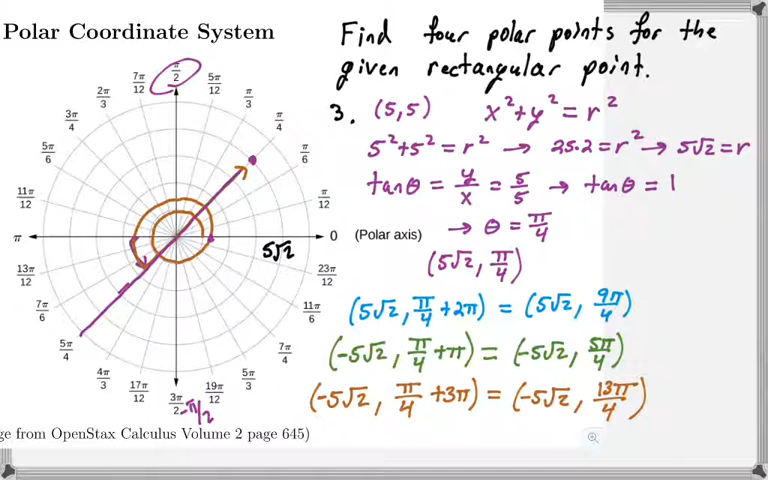 Polar Coordinate System
π/2
7π/12
5π/12
2π/3
π/3
3π/4
π/4
5π/6
π/6
11π/12
π/12
π
0
(Polar axis)
5√2
13π/12
23π/12
7π/6
11π/6
5π/4
7π/4
4π/3
5π/3
17π/12
19π/12
3π/2
-π/2
ge from OpenStax Calculus Volume 2 page 645)
Find four polar points for the
given rectangular point.
3. (5,5) x²+y²=r²
5²+5²=r² → 25·2=r² → 5√2=r
tanθ = y/x = 5/5 → tanθ = 1
→ θ = π/4
(5√2, π/4)
(5√2, π/4+2π) = (5√2, 9π/4)
(-5√2, π/4+π) = (-5√2, 5π/4)
(-5√2, π/4+3π) = (-5√2, 13π/4)